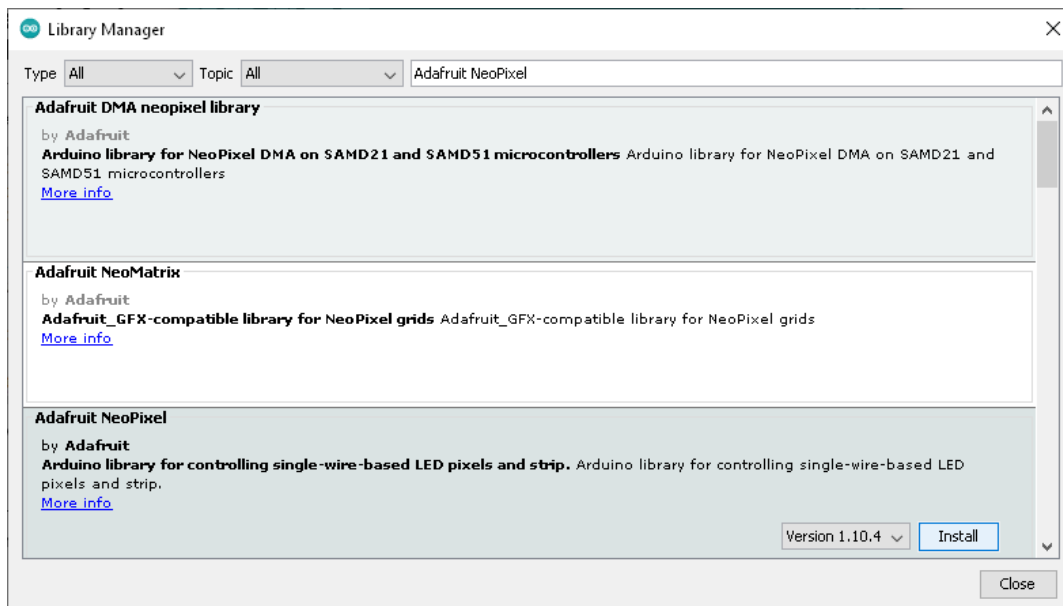 Library Manager
Type All Topic All Adafruit NeoPixel
Adafruit DMA neopixel library
by Adafruit
Arduino library for NeoPixel DMA on SAMD21 and SAMD51 microcontrollers Arduino library for NeoPixel DMA on SAMD21 and
SAMD51 microcontrollers
More info
Adafruit NeoMatrix
by Adafruit
Adafruit_GFX-compatible library for NeoPixel grids Adafruit_GFX-compatible library for NeoPixel grids
More info
Adafruit NeoPixel
by Adafruit
Arduino library for controlling single-wire-based LED pixels and strip. Arduino library for controlling single-wire-based LED
pixels and strip.
More info
Version 1.10.4 Install
Close